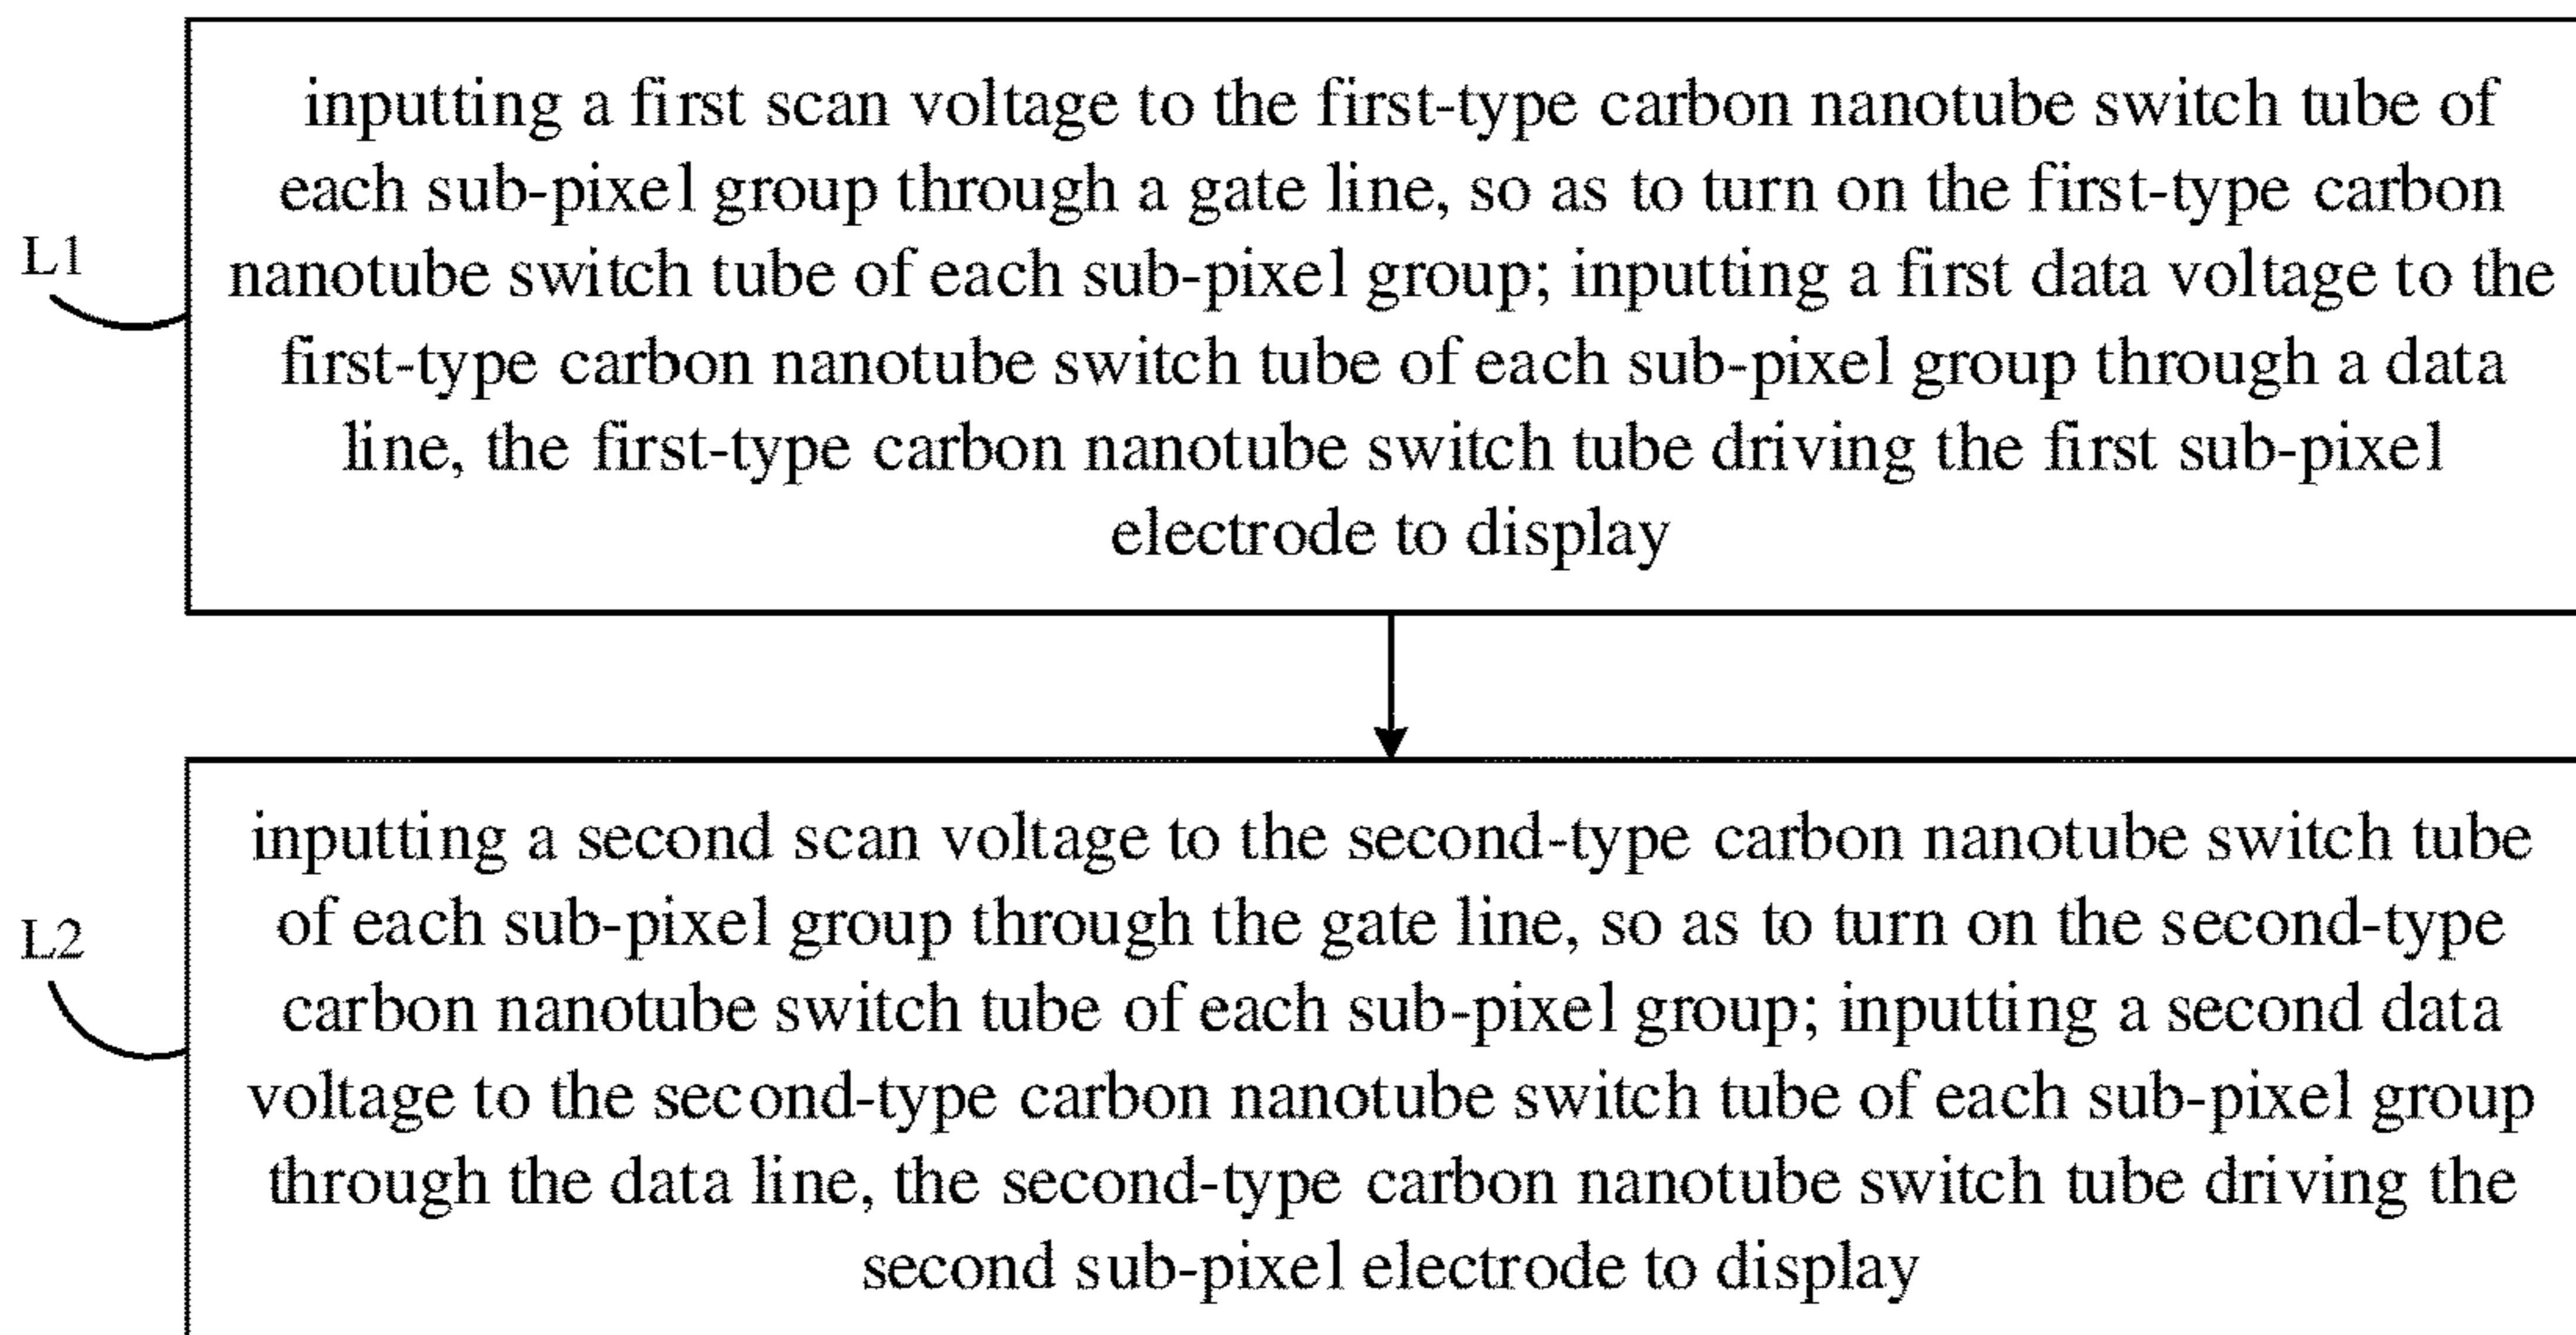 inputting a first scan voltage to the first-type carbon nanotube switch tube of
each sub-pixel group through a gate line, so as to turn on the first-type carbon
L1
nanotube switch tube of each sub-pixel group; inputting a first data voltage to the
first-type carbon nanotube switch tube of each sub-pixel group through a data
line, the first-type carbon nanotube switch tube driving the first sub-pixel
electrode to display
inputting a second scan voltage to the second-type carbon nanotube switch tube
of each sub-pixel group through the gate line, so as to turn on the second-type
L2
carbon nanotube switch tube of each sub-pixel group; inputting a second data
voltage to the second-type carbon nanotube switch tube of each sub-pixel group
through the data line, the second-type carbon nanotube switch tube driving the
second sub-pixel electrode to display